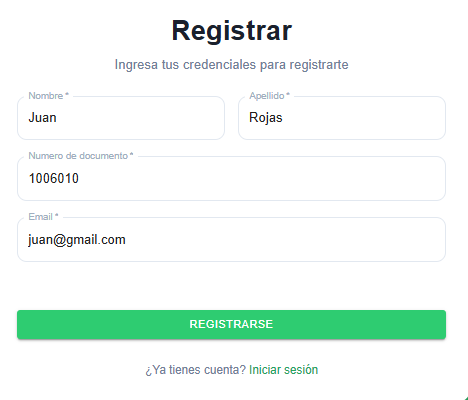 Registrar
Ingresa tus credenciales para registrarte
Nombre *
Apellido *
Juan
Rojas
Numero de documento *
1006010
Email *
juan@gmail.com
REGISTRARSE
¿Ya tienes cuenta? Iniciar sesión